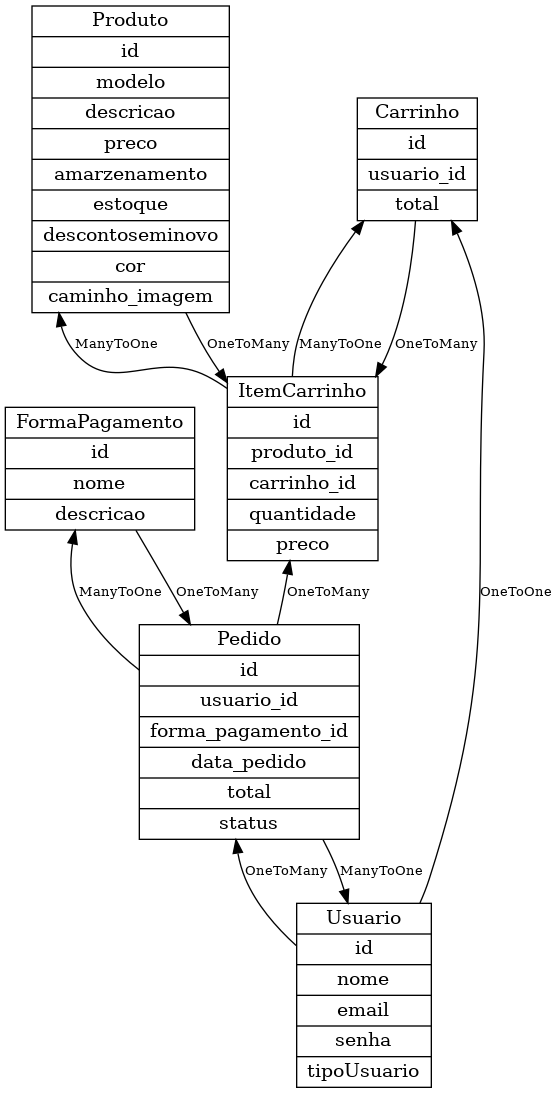 Produto
id
modelo
descricao
preco
amarzenamento
estoque
descontoseminovo
cor
caminho_imagem
Carrinho
id
usuario_id
total
ManyToOne
OneToMany
ManyToOne
OneToMany
ItemCarrinho
id
produto_id
carrinho_id
quantidade
preco
FormaPagamento
id
nome
descricao
ManyToOne
OneToMany
OneToMany
OneToOne
Pedido
id
usuario_id
forma_pagamento_id
data_pedido
total
status
OneToMany
ManyToOne
Usuario
id
nome
email
senha
tipoUsuario